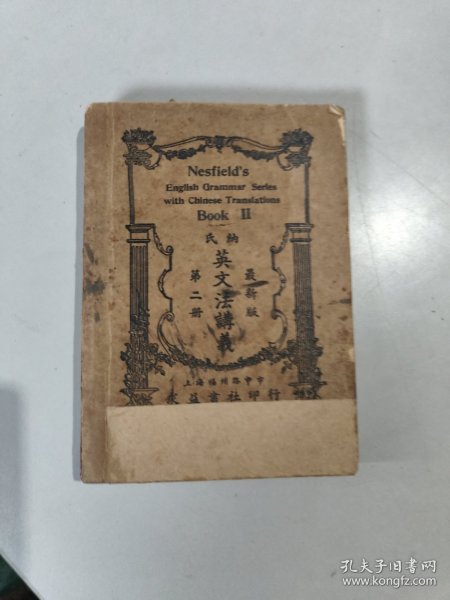 Nesfield's
English Grammar Series
with Chinese Translations
Book II
納氏
最新版
英文法講義
第二册
上海福州路中市
益書社印行
孔夫子旧书网
www.kongfz.com